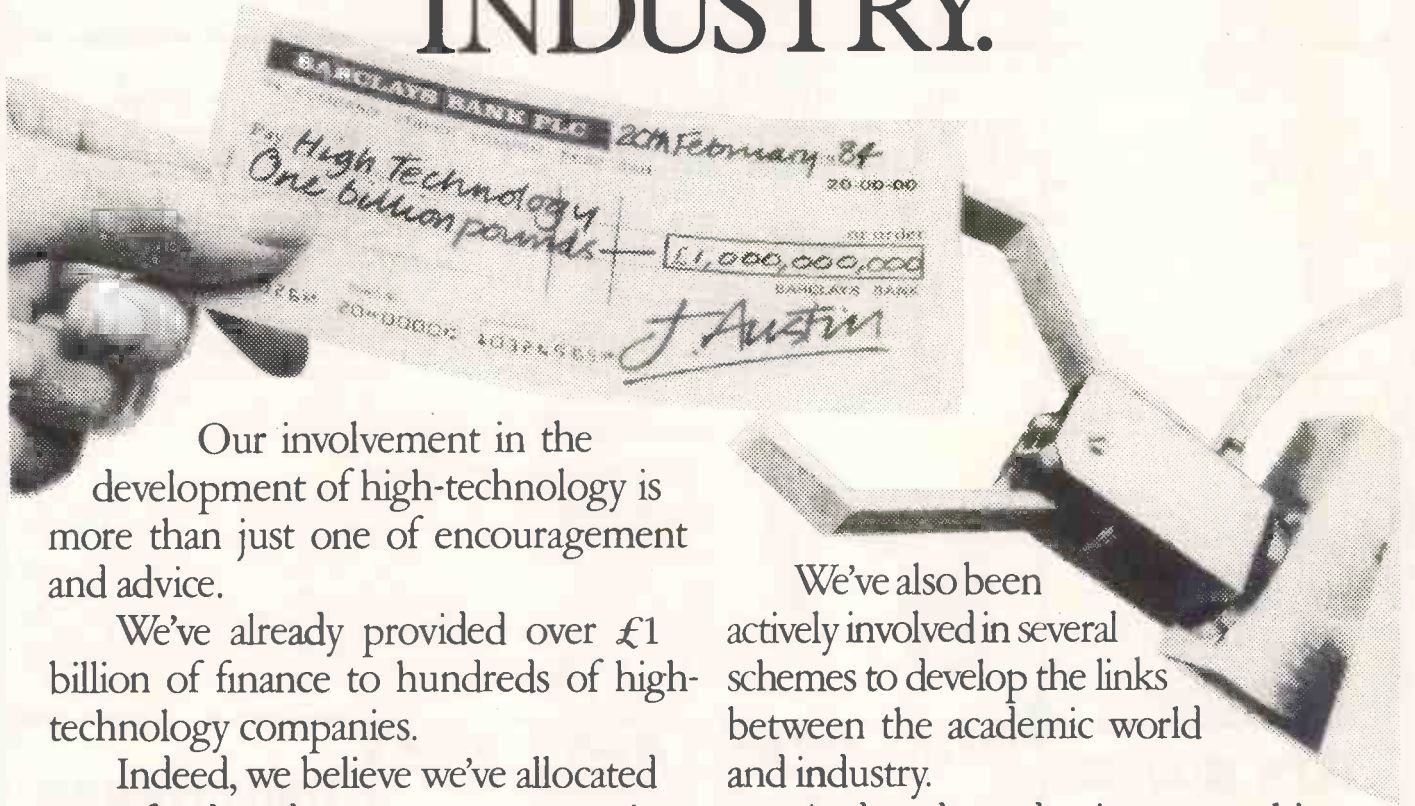 INDUSTRY.
BARCLAYS BANK PLC
20th February 84
20-00-00
Pay High Technology
or order
One billion pounds
£1,000,000,000
BARCLAYS BANK
J. Austin
Our involvement in the
development of high-technology is
more than just one of encouragement
and advice.
We've already provided over £1
billion of finance to hundreds of high-
technology companies.
Indeed, we believe we've allocated
We've also been
actively involved in several
schemes to develop the links
between the academic world
and industry.